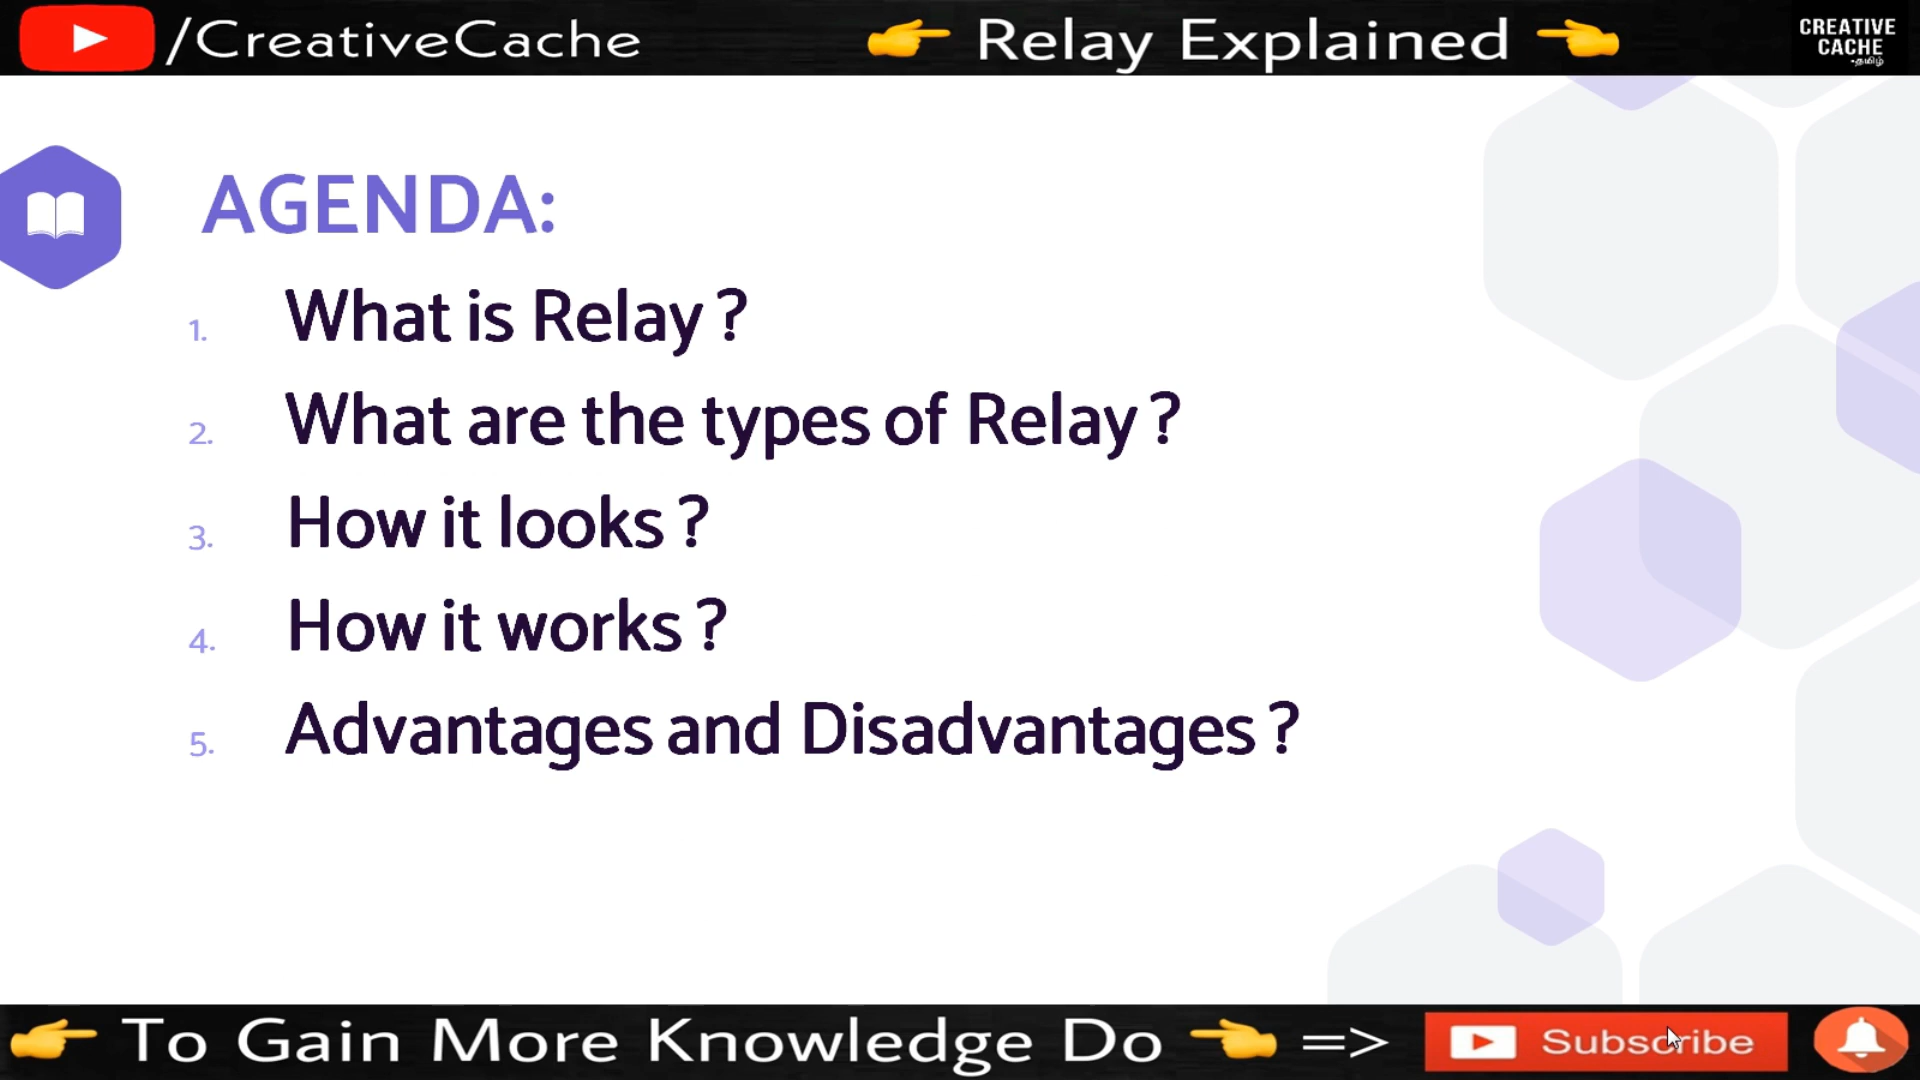 /CreativeCache
Relay Explained
CREATIVE
CACHE
-தமிழ்
AGENDA:
1. What is Relay ?
2. What are the types of Relay ?
3. How it looks ?
4. How it works ?
5. Advantages and Disadvantages ?
To Gain More Knowledge Do => Subscribe